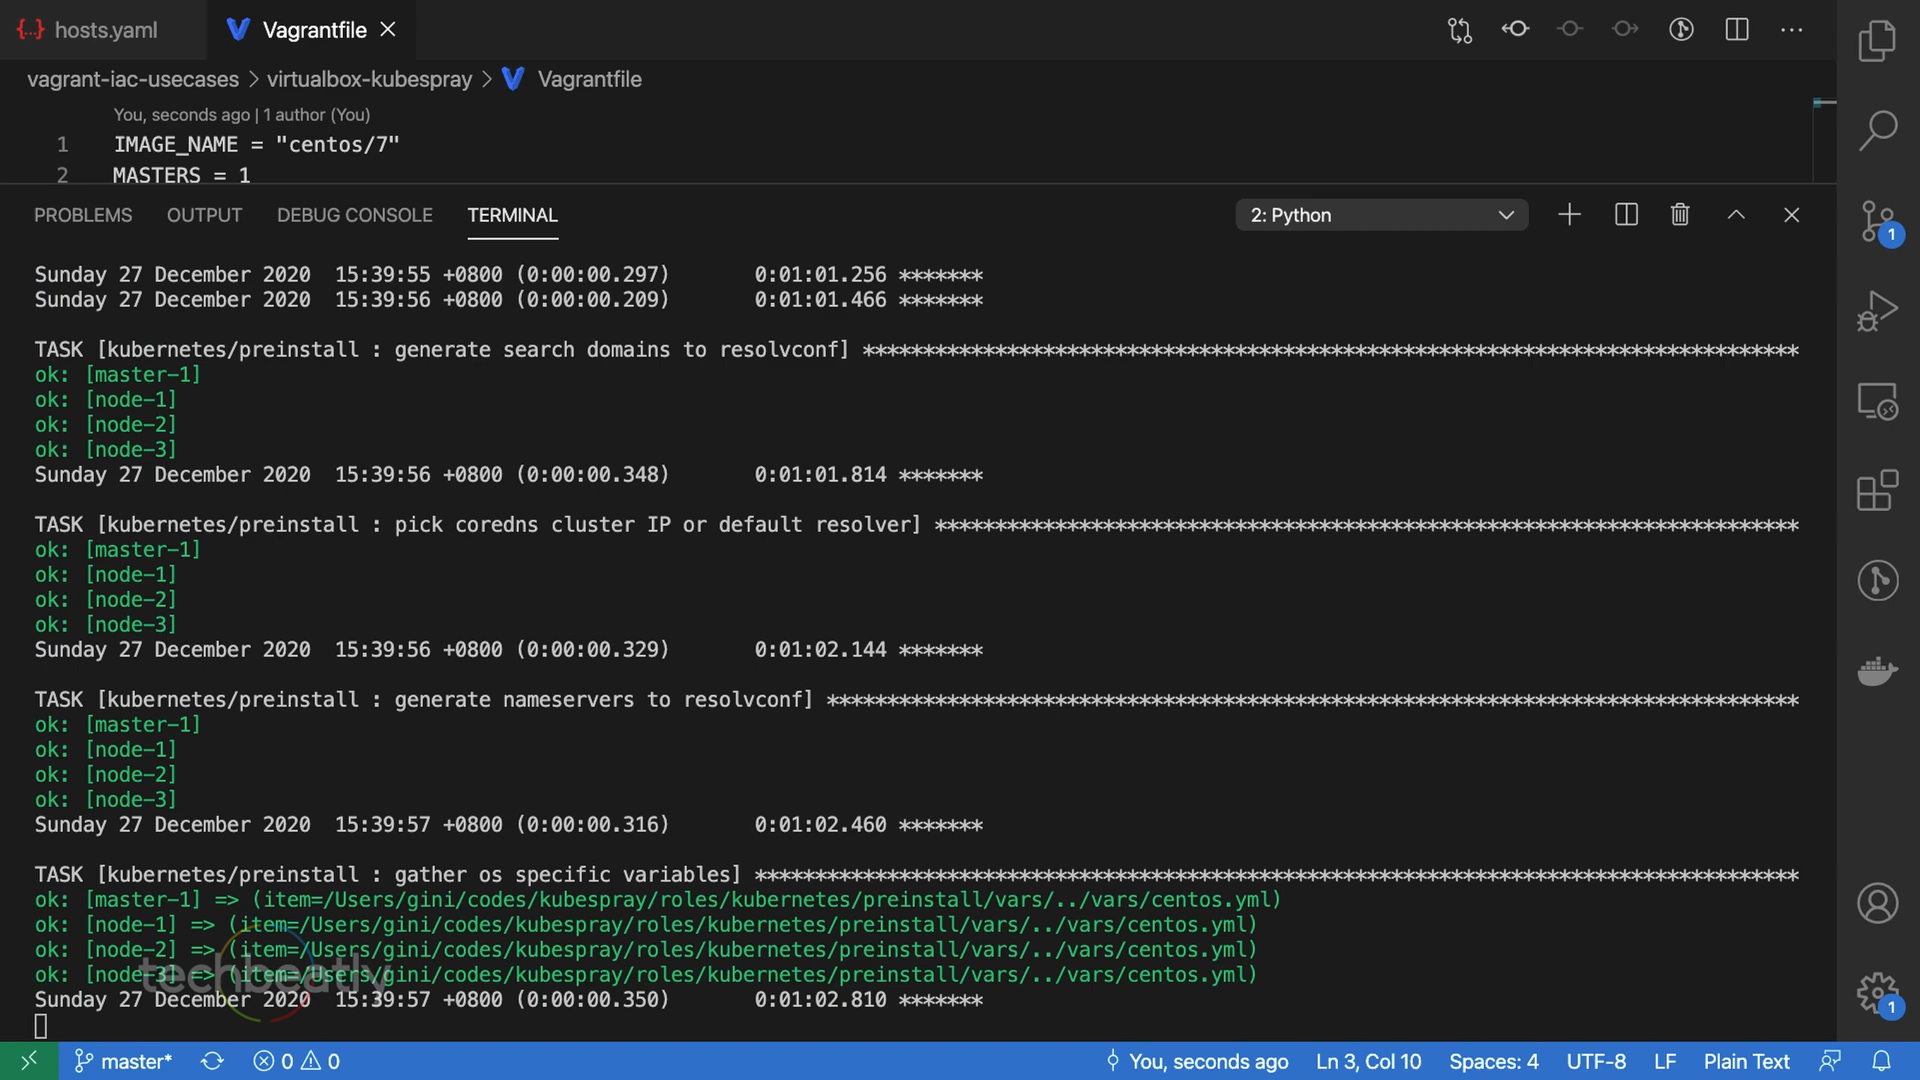 hosts.yaml
Vagrantfile
vagrant-iac-usecases > virtualbox-kubespray > Vagrantfile
You, seconds ago | 1 author (You)
1 IMAGE_NAME = "centos/7"
2 MASTERS = 1
PROBLEMS OUTPUT DEBUG CONSOLE TERMINAL 2: Python
1
Sunday 27 December 2020  15:39:55 +0800 (0:00:00.297)       0:01:01.256 *******
Sunday 27 December 2020  15:39:56 +0800 (0:00:00.209)       0:01:01.466 *******
TASK [kubernetes/preinstall : generate search domains to resolvconf] ******************************************************************************
ok: [master-1]
ok: [node-1]
ok: [node-2]
ok: [node-3]
Sunday 27 December 2020  15:39:56 +0800 (0:00:00.348)       0:01:01.814 *******
TASK [kubernetes/preinstall : pick coredns cluster IP or default resolver] ************************************************************************
ok: [master-1]
ok: [node-1]
ok: [node-2]
ok: [node-3]
Sunday 27 December 2020  15:39:56 +0800 (0:00:00.329)       0:01:02.144 *******
TASK [kubernetes/preinstall : generate nameservers to resolvconf] *********************************************************************************
ok: [master-1]
ok: [node-1]
ok: [node-2]
ok: [node-3]
Sunday 27 December 2020  15:39:57 +0800 (0:00:00.316)       0:01:02.460 *******
TASK [kubernetes/preinstall : gather os specific variables] ***************************************************************************************
ok: [master-1] => (item=/Users/gini/codes/kubespray/roles/kubernetes/preinstall/vars/../vars/centos.yml)
ok: [node-1] => (item=/Users/gini/codes/kubespray/roles/kubernetes/preinstall/vars/../vars/centos.yml)
ok: [node-2] => (item=/Users/gini/codes/kubespray/roles/kubernetes/preinstall/vars/../vars/centos.yml)
ok: [node-3] => (item=/Users/gini/codes/kubespray/roles/kubernetes/preinstall/vars/../vars/centos.yml)
techbeatly
Sunday 27 December 2020  15:39:57 +0800 (0:00:00.350)       0:01:02.810 *******
1
master* 0 0 You, seconds ago Ln 3, Col 10 Spaces: 4 UTF-8 LF Plain Text